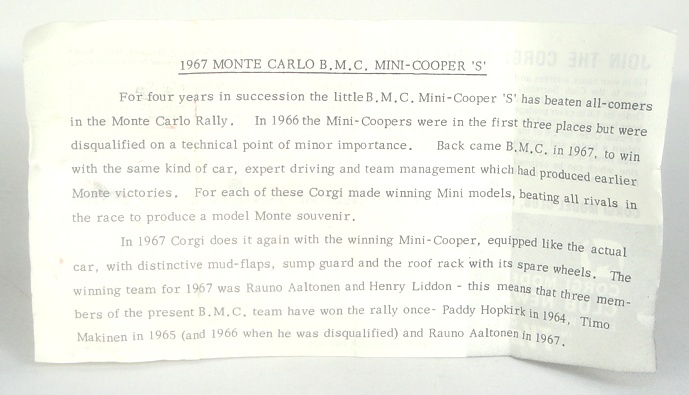 1967 MONTE CARLO B.M.C. MINI-COOPER 'S'
For four years in succession the little B.M.C. Mini-Cooper 'S' has beaten all-comers
in the Monte Carlo Rally. In 1966 the Mini-Coopers were in the first three places but were
disqualified on a technical point of minor importance. Back came B.M.C. in 1967, to win
with the same kind of car, expert driving and team management which had produced earlier
Monte victories. For each of these Corgi made winning Mini models, beating all rivals in
the race to produce a model Monte souvenir.
In 1967 Corgi does it again with the winning Mini-Cooper, equipped like the actual
car, with distinctive mud-flaps, sump guard and the roof rack with its spare wheels. The
winning team for 1967 was Rauno Aaltonen and Henry Liddon - this means that three mem-
bers of the present B.M.C. team have won the rally once- Paddy Hopkirk in 1964, Timo
Makinen in 1965 (and 1966 when he was disqualified) and Rauno Aaltonen in 1967.
JOIN THE CORG